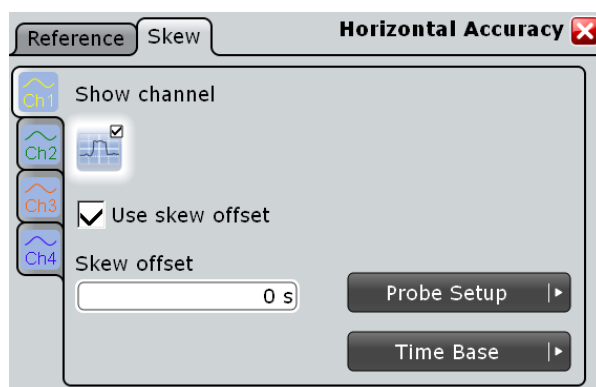 Reference Skew Horizontal Accuracy
Ch1
Show channel
Ch2
Ch3
Use skew offset
Ch4
Skew offset
0 s
Probe Setup
Time Base